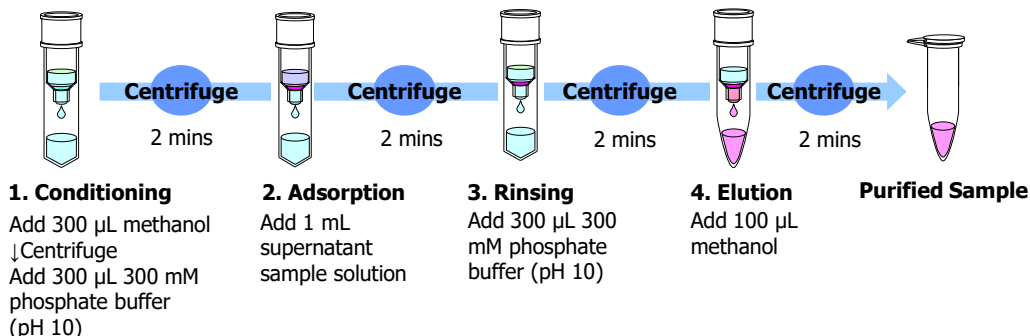 Centrifuge
2 mins
Centrifuge
2 mins
Centrifuge
2 mins
Centrifuge
2 mins
1. Conditioning
Add 300 µL methanol
↓Centrifuge
Add 300 µL 300 mM
phosphate buffer
(pH 10)
2. Adsorption
Add 1 mL
supernatant
sample solution
3. Rinsing
Add 300 µL 300
mM phosphate
buffer (pH 10)
4. Elution
Add 100 µL
methanol
Purified Sample